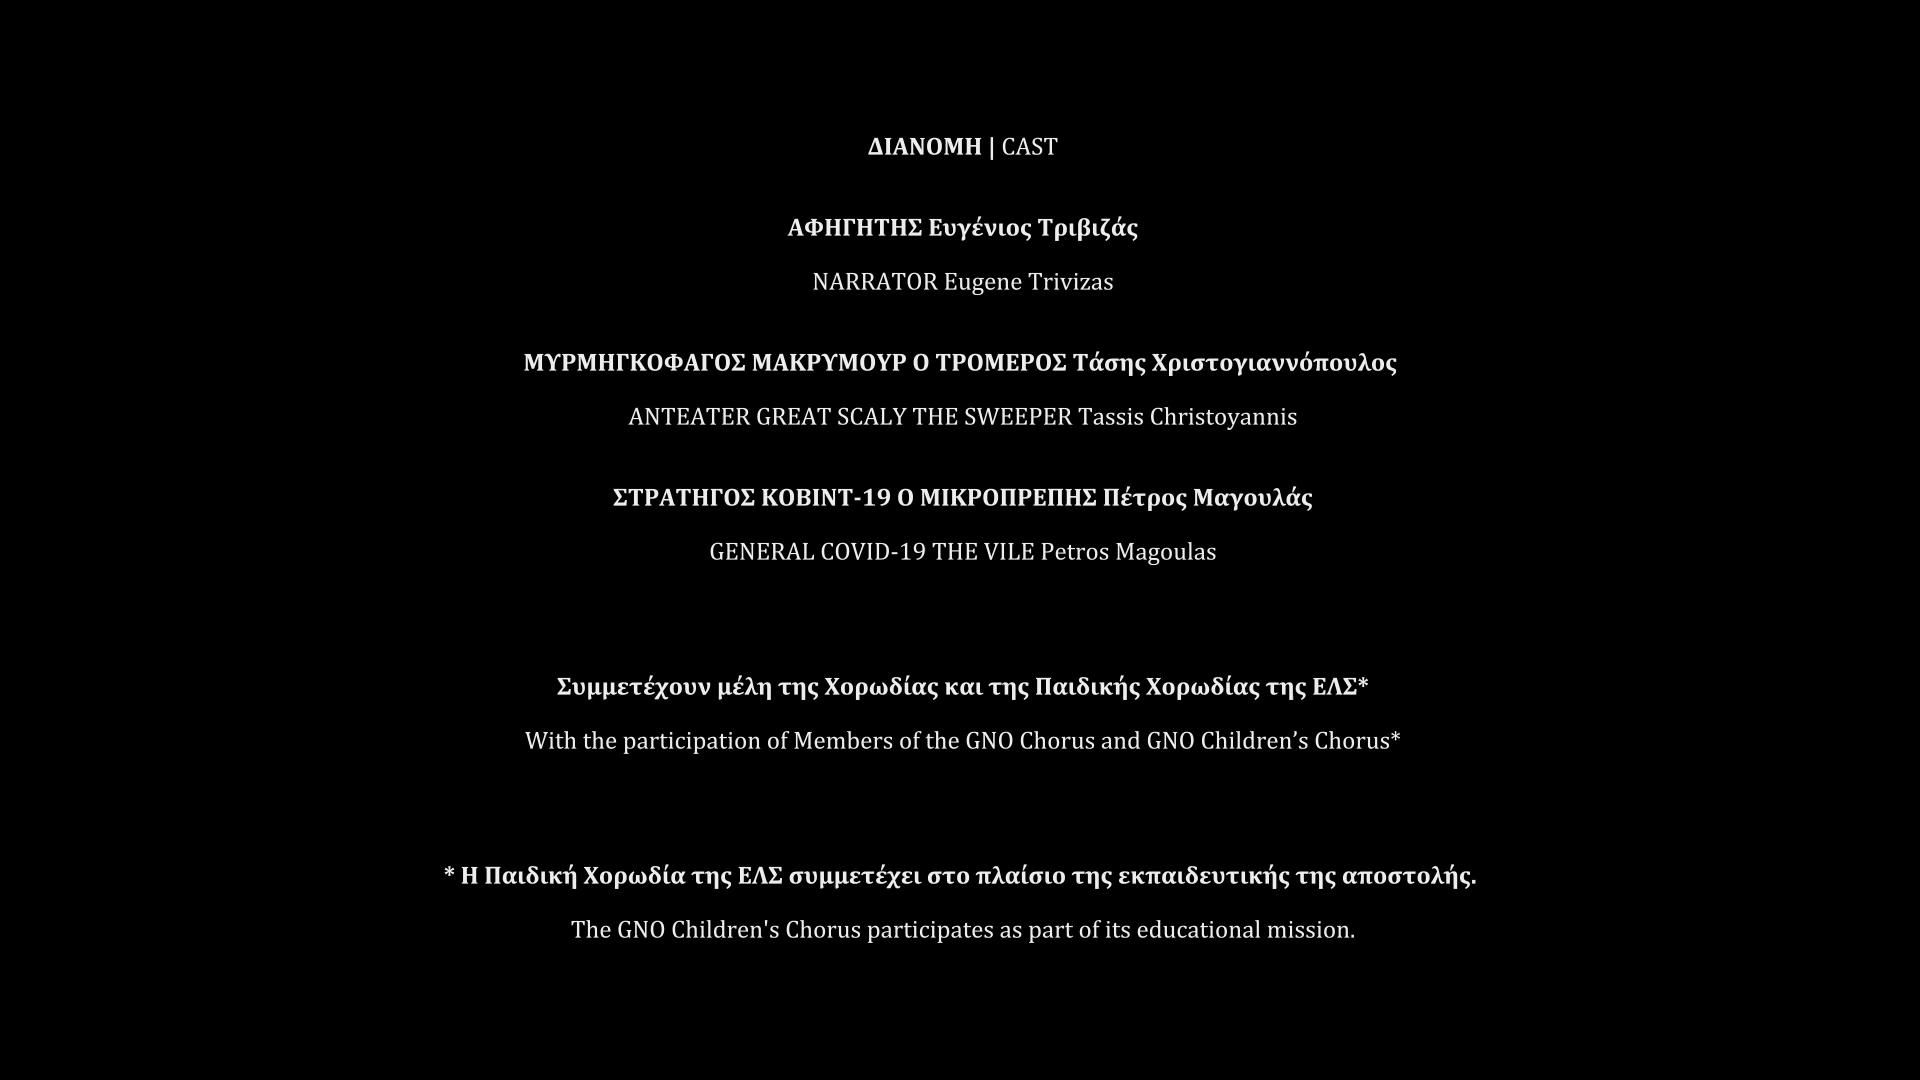 ΔΙΑΝΟΜΗ | CAST
ΑΦΗΓΗΤΗΣ Ευγένιος Τριβιζάς
NARRATOR Eugene Trivizas
ΜΥΡΜΗΓΚΟΦΑΓΟΣ ΜΑΚΡΥΜΟΥΡ Ο ΤΡΟΜΕΡΟΣ Τάσης Χριστογιαννόπουλος
ANTEATER GREAT SCALY THE SWEEPER Tassis Christoyannis
ΣΤΡΑΤΗΓΟΣ ΚΟΒΙΝΤ-19 Ο ΜΙΚΡΟΠΡΕΠΗΣ Πέτρος Μαγουλάς
GENERAL COVID-19 THE VILE Petros Magoulas
Συμμετέχουν μέλη της Χορωδίας και της Παιδικής Χορωδίας της ΕΛΣ*
With the participation of Members of the GNO Chorus and GNO Children’s Chorus*
* Η Παιδική Χορωδία της ΕΛΣ συμμετέχει στο πλαίσιο της εκπαιδευτικής της αποστολής.
The GNO Children's Chorus participates as part of its educational mission.